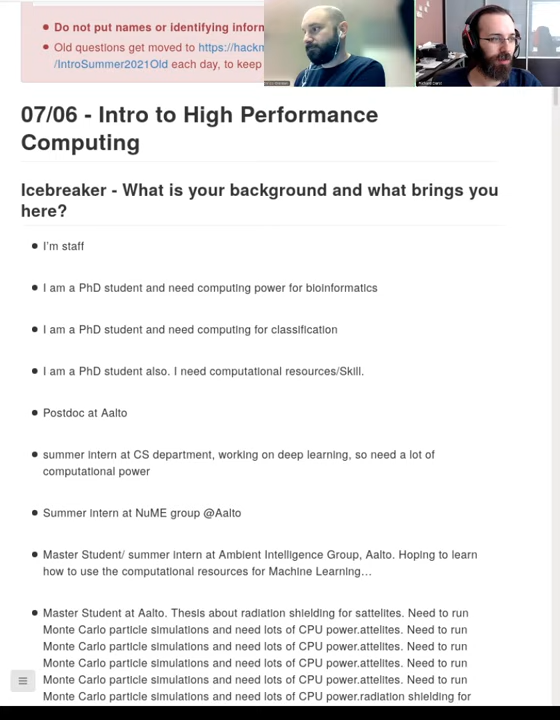 Do not put names or identifying inform
Old questions get moved to https://hackm
/IntroSummer2021Old each day, to keep
07/06 - Intro to High Performance
Computing
Icebreaker - What is your background and what brings you
here?
I'm staff
I am a PhD student and need computing power for bioinformatics
I am a PhD student and need computing for classification
I am a PhD student also. I need computational resources/Skill.
Postdoc at Aalto
summer intern at CS department, working on deep learning, so need a lot of
computational power
Summer intern at NuME group @Aalto
Master Student/ summer intern at Ambient Intelligence Group, Aalto. Hoping to learn
how to use the computational resources for Machine Learning…
Master Student at Aalto. Thesis about radiation shielding for sattelites. Need to run
Monte Carlo particle simulations and need lots of CPU power.attelites. Need to run
Monte Carlo particle simulations and need lots of CPU power.attelites. Need to run
Monte Carlo particle simulations and need lots of CPU power.attelites. Need to run
Monte Carlo particle simulations and need lots of CPU power.attelites. Need to run
Monte Carlo particle simulations and need lots of CPU power.radiation shielding for